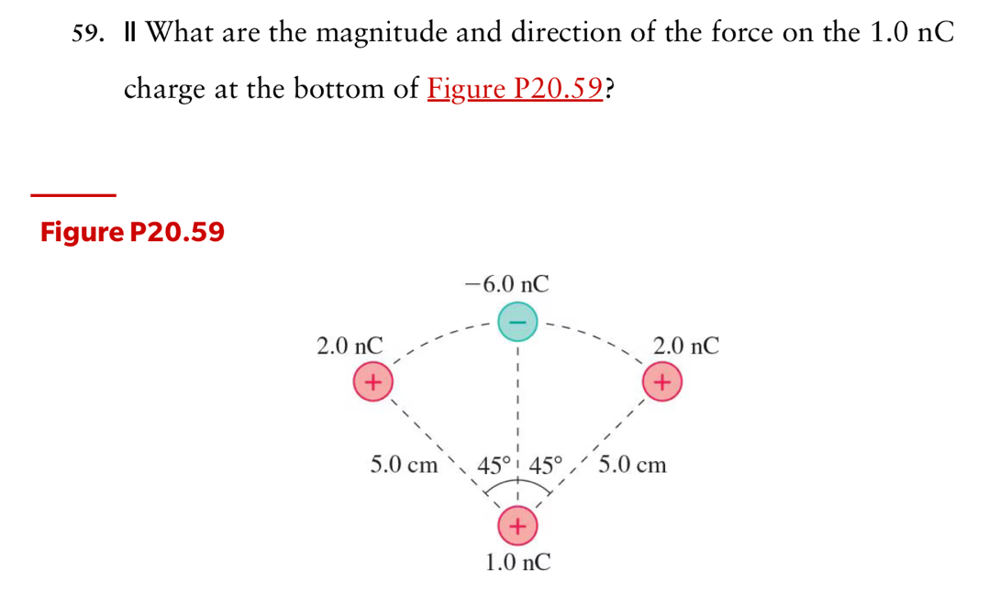 59. || What are the magnitude and direction of the force on the 1.0 nC
charge at the bottom of Figure P20.59?
Figure P20.59
−6.0 nC
2.0 nC
2.0 nC
−
+
+
5.0 cm
45°
45°
5.0 cm
+
1.0 nC